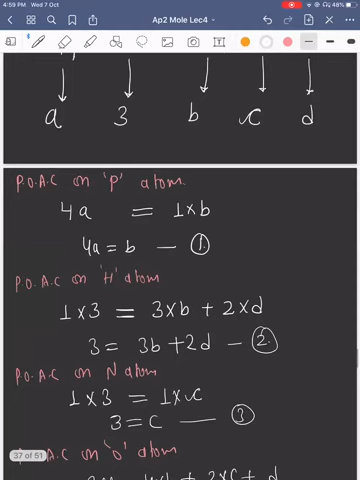 4:59 PM Wed 7 Oct
48%
Ap2 Mole Lec4
a 3 b c d
P.O.A.C on 'P' atom
4a = 1×b
4a = b — 1.
P.O.A.C on 'H' atom
1×3 = 3×b + 2×d
3 = 3b + 2d — 2.
P.O.A.C on N atom
1×3 = 1×c
3 = c — 3
37 of 51
on 'O' atom